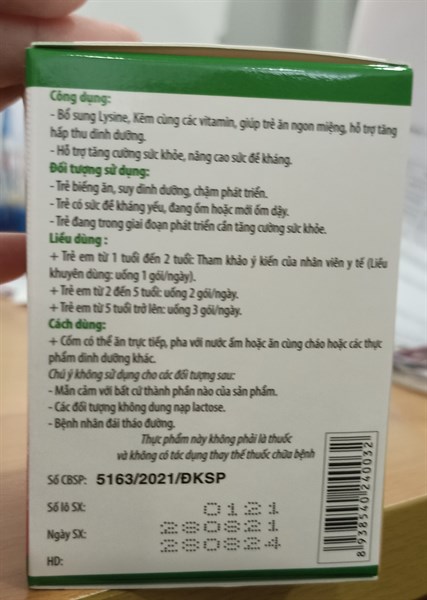 Công dụng:
- Bổ sung Lysine, Kẽm cùng các vitamin, giúp trẻ ăn ngon miệng, hỗ trợ tăng
hấp thu dinh dưỡng.
- Hỗ trợ tăng cường sức khỏe, nâng cao sức đề kháng.
Đối tượng sử dụng:
- Trẻ biếng ăn, suy dinh dưỡng, chậm phát triển.
- Trẻ có sức đề kháng yếu, đang ốm hoặc mới ốm dậy.
- Trẻ đang trong giai đoạn phát triển cần tăng cường sức khỏe.
Liều dùng :
+ Trẻ em từ 1 tuổi đến 2 tuổi: Tham khảo ý kiến của nhân viên y tế (Liều
khuyên dùng: uống 1 gói/ngày).
+ Trẻ em từ 2 đến 5 tuổi: uống 2 gói/ngày.
+ Trẻ em từ 5 tuổi trở lên: uống 3 gói/ngày.
Cách dùng:
+ Cốm có thể ăn trực tiếp, pha với nước ấm hoặc ăn cùng cháo hoặc các thực
phẩm dinh dưỡng khác.
Chú ý không sử dụng cho các đối tượng sau:
- Mẫn cảm với bất cứ thành phần nào của sản phẩm.
- Các đối tượng không dung nạp lactose.
- Bệnh nhân đái tháo đường.
Thực phẩm này không phải là thuốc
và không có tác dụng thay thế thuốc chữa bệnh
Số CBSP: 5163/2021/ĐKSP
Số lô SX: 0121
Ngày SX: 280821
HD: 280824
8 938540 240032